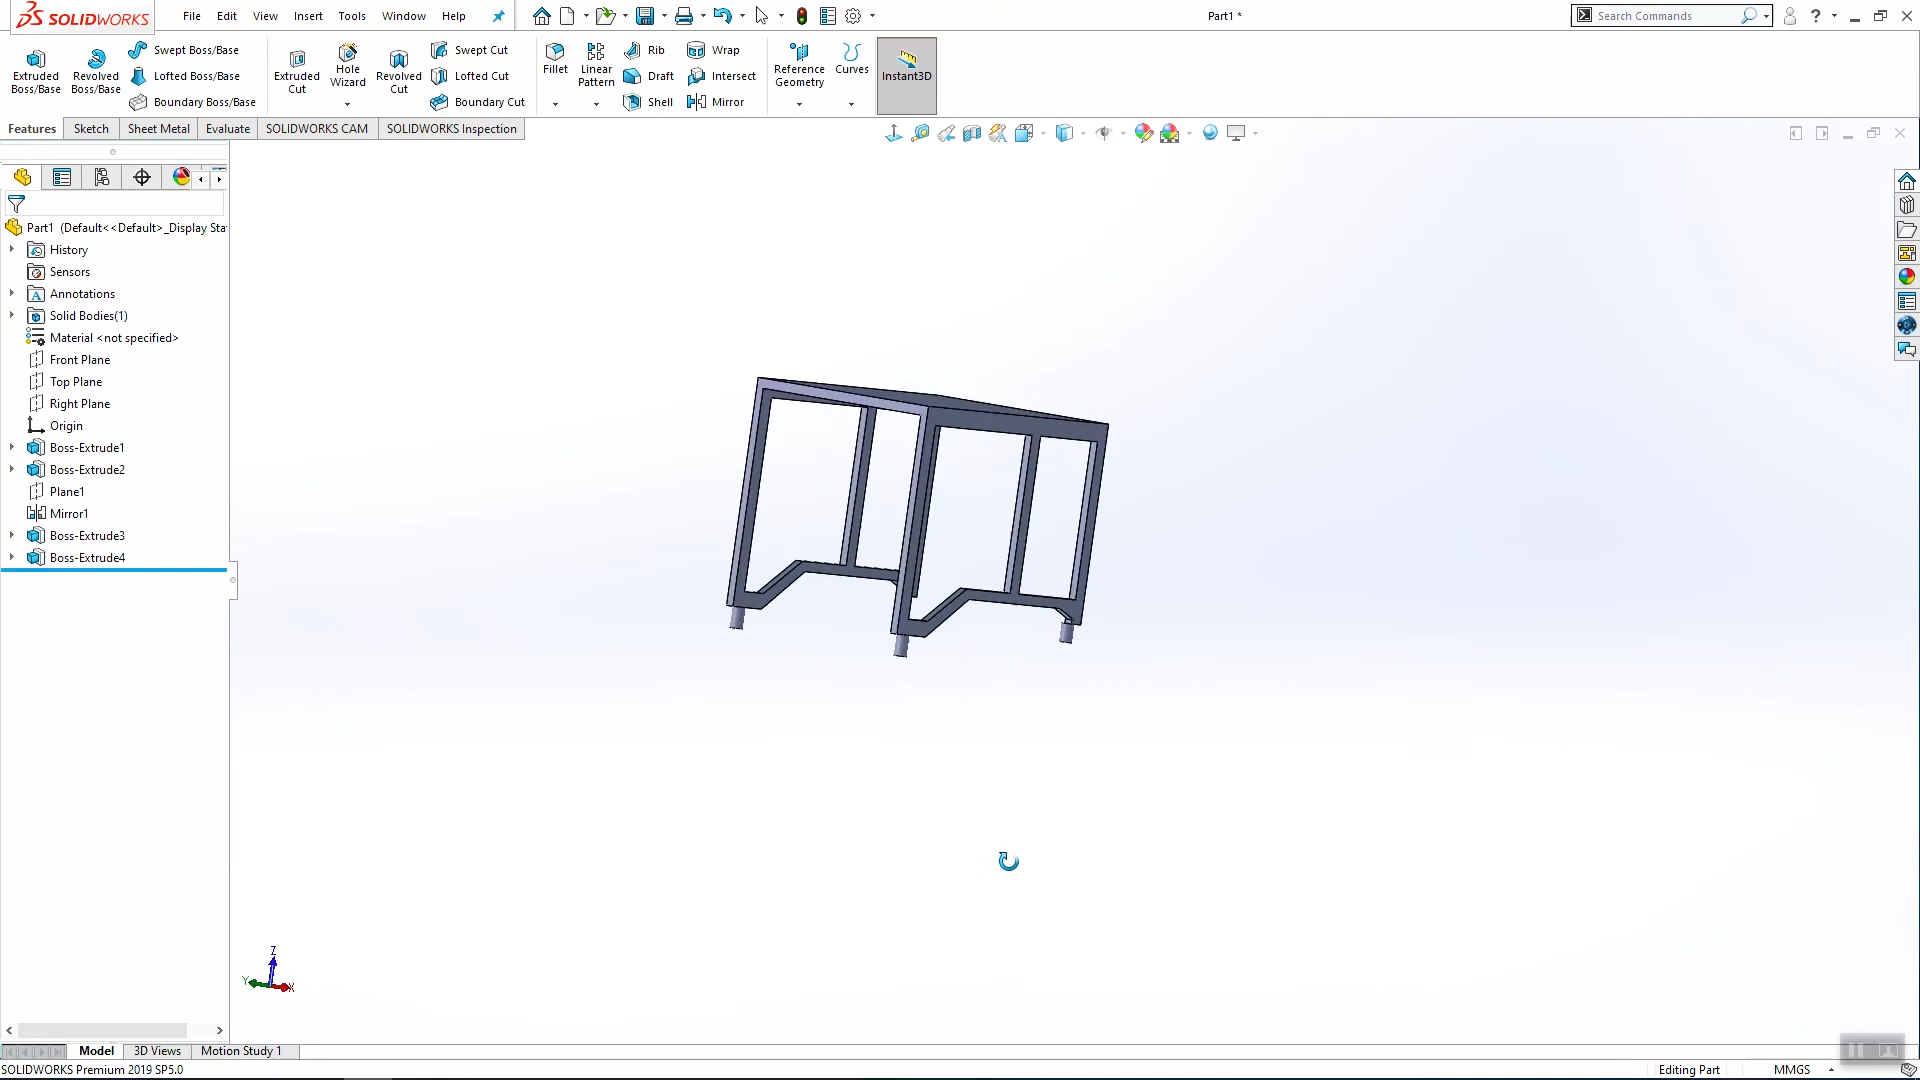 SOLIDWORKS
File Edit View Insert Tools Window Help
Part1 *
Search Commands
Extruded Boss/Base
Revolved Boss/Base
Swept Boss/Base
Lofted Boss/Base
Boundary Boss/Base
Extruded Cut
Hole Wizard
Revolved Cut
Swept Cut
Lofted Cut
Boundary Cut
Fillet
Linear Pattern
Rib
Draft
Shell
Wrap
Intersect
Mirror
Reference Geometry
Curves
Instant3D
Features Sketch Sheet Metal Evaluate SOLIDWORKS CAM SOLIDWORKS Inspection
Part1 (Default<<Default>_Display Sta
History
Sensors
Annotations
Solid Bodies(1)
Material <not specified>
Front Plane
Top Plane
Right Plane
Origin
Boss-Extrude1
Boss-Extrude2
Plane1
Mirror1
Boss-Extrude3
Boss-Extrude4
Z
Y
X
Model 3D Views Motion Study 1
SOLIDWORKS Premium 2019 SP5.0
Editing Part
MMGS